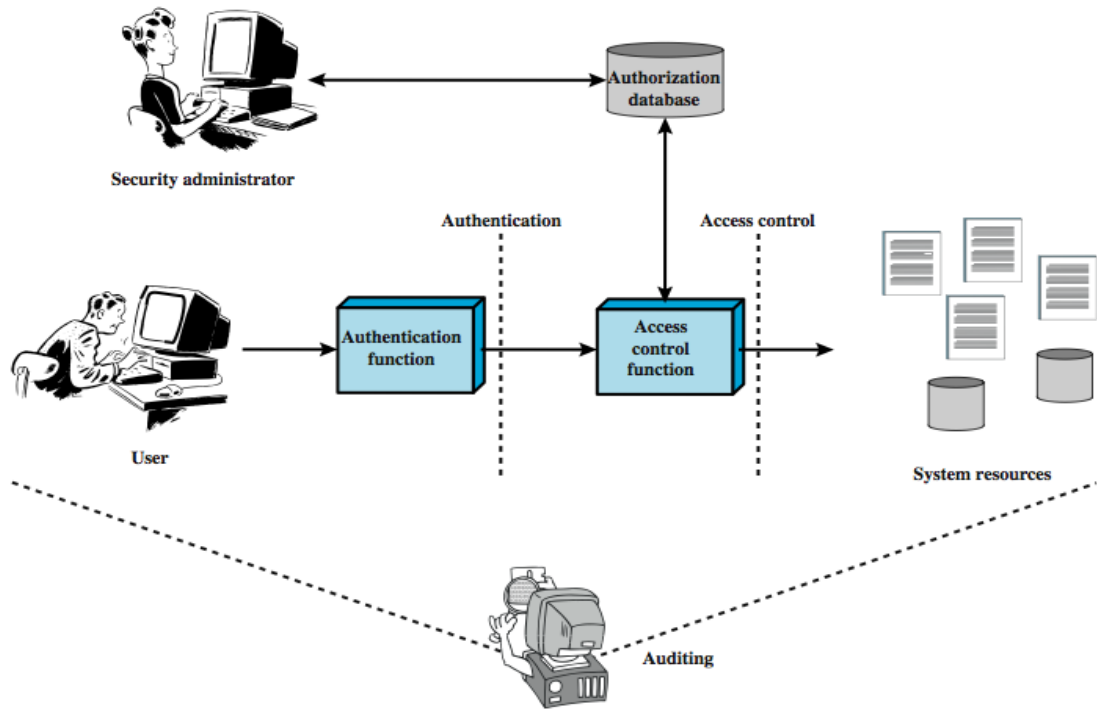 Authorization
database
Security administrator
Authentication
Access control
Authentication
function
Access
control
function
User
System resources
Auditing